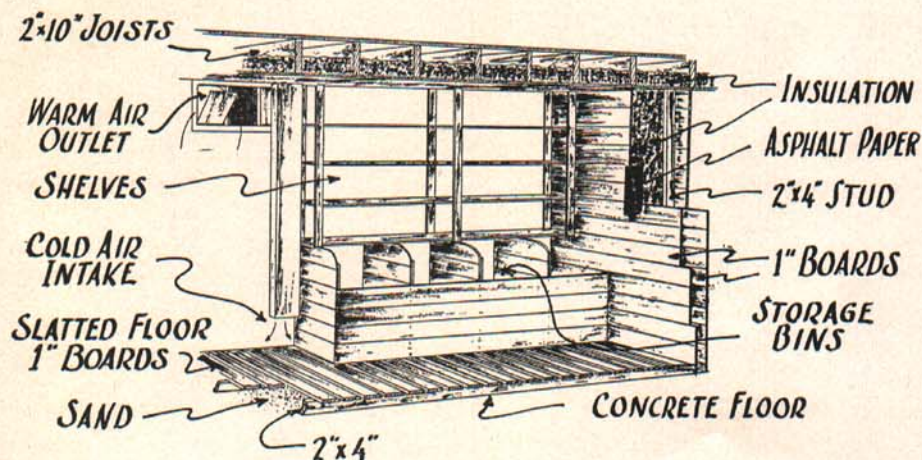 2"x10" JOISTS
WARM AIR
OUTLET
SHELVES
COLD AIR
INTAKE
SLATTED FLOOR
1" BOARDS
SAND
2"x4"
INSULATION
ASPHALT PAPER
2"x4" STUD
1" BOARDS
STORAGE
BINS
CONCRETE FLOOR